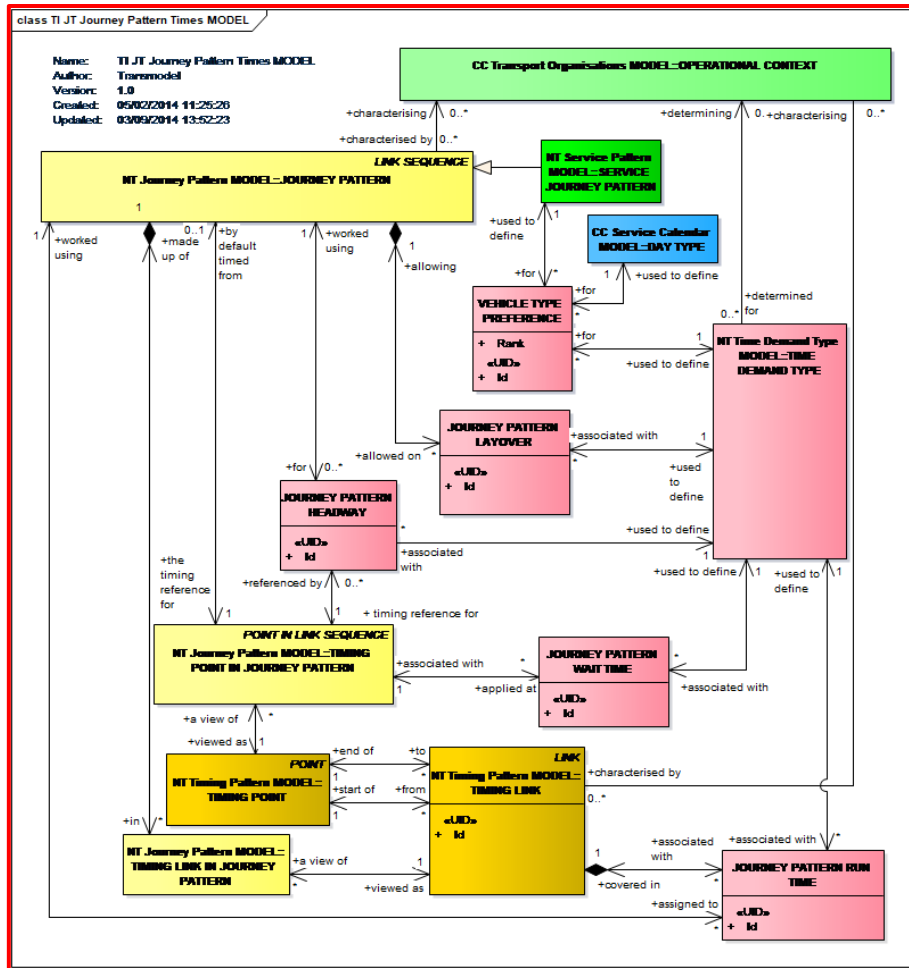 class TI JT Journey Pattern Times MODEL
Name: TI JT Journey Pattern Times MODEL
Author: Transmodel
Version: 1.0
Created: 05/02/2014 11:25:26
Updated: 03/09/2014 13:52:23
CC Transport Organisations MODEL::OPERATIONAL CONTEXT
+characterising 0..*
+determining 0..
+characterising
0..*
+characterised by 0..*
LINK SEQUENCE
NT Journey Pattern MODEL::JOURNEY PATTERN
1
NT Service Pattern
MODEL::SERVICE
JOURNEY PATTERN
1 +worked
using
+made
up of
0..1
+by
default
timed
from
1 +worked
using
1
+allowing
+used to
define
1
CC Service Calendar
MODEL::DAY TYPE
1 +used to define
+for *
+for
*
VEHICLE TYPE
PREFERENCE
+ Rank
«UID»
+ Id
+for
*
1
+used to define
+determined
for
0..*
NT Time Demand Type
MODEL::TIME
DEMAND TYPE
JOURNEY PATTERN
LAYOVER
«UID»
+ Id
+allowed on *
+associated with
*
1
+used
to
define
+for 0..*
JOURNEY PATTERN
HEADWAY
«UID»
+ Id
*
+associated
with
+used to define
1
+referenced by 0..*
+the
timing
reference
for
1
1 + timing reference for
+used to define 1
+used to
define
1
POINT IN LINK SEQUENCE
NT Journey Pattern MODEL::TIMING
POINT IN JOURNEY PATTERN
+associated with
1
*
+applied at
JOURNEY PATTERN
WAIT TIME
«UID»
+ Id
*
+associated with
+a view of *
+viewed as 1
POINT
NT Timing Pattern MODEL::
TIMING POINT
+end of
1
+to
*
+start of
1
+from
*
LINK
NT Timing Pattern MODEL::
TIMING LINK
«UID»
+ Id
+characterised by
0..*
+in *
NT Journey Pattern MODEL::
TIMING LINK IN JOURNEY
PATTERN
+a view of
*
1
+viewed as
1
+covered in
+associated
with
*
+associated with *
JOURNEY PATTERN RUN
TIME
«UID»
+ Id
+assigned to
*